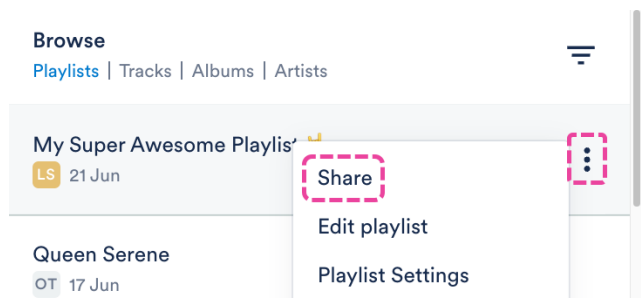 Browse
Playlists | Tracks | Albums | Artists
My Super Awesome Playlist
LS 21 Jun
Share
Edit playlist
Playlist Settings
Queen Serene
OT 17 Jun